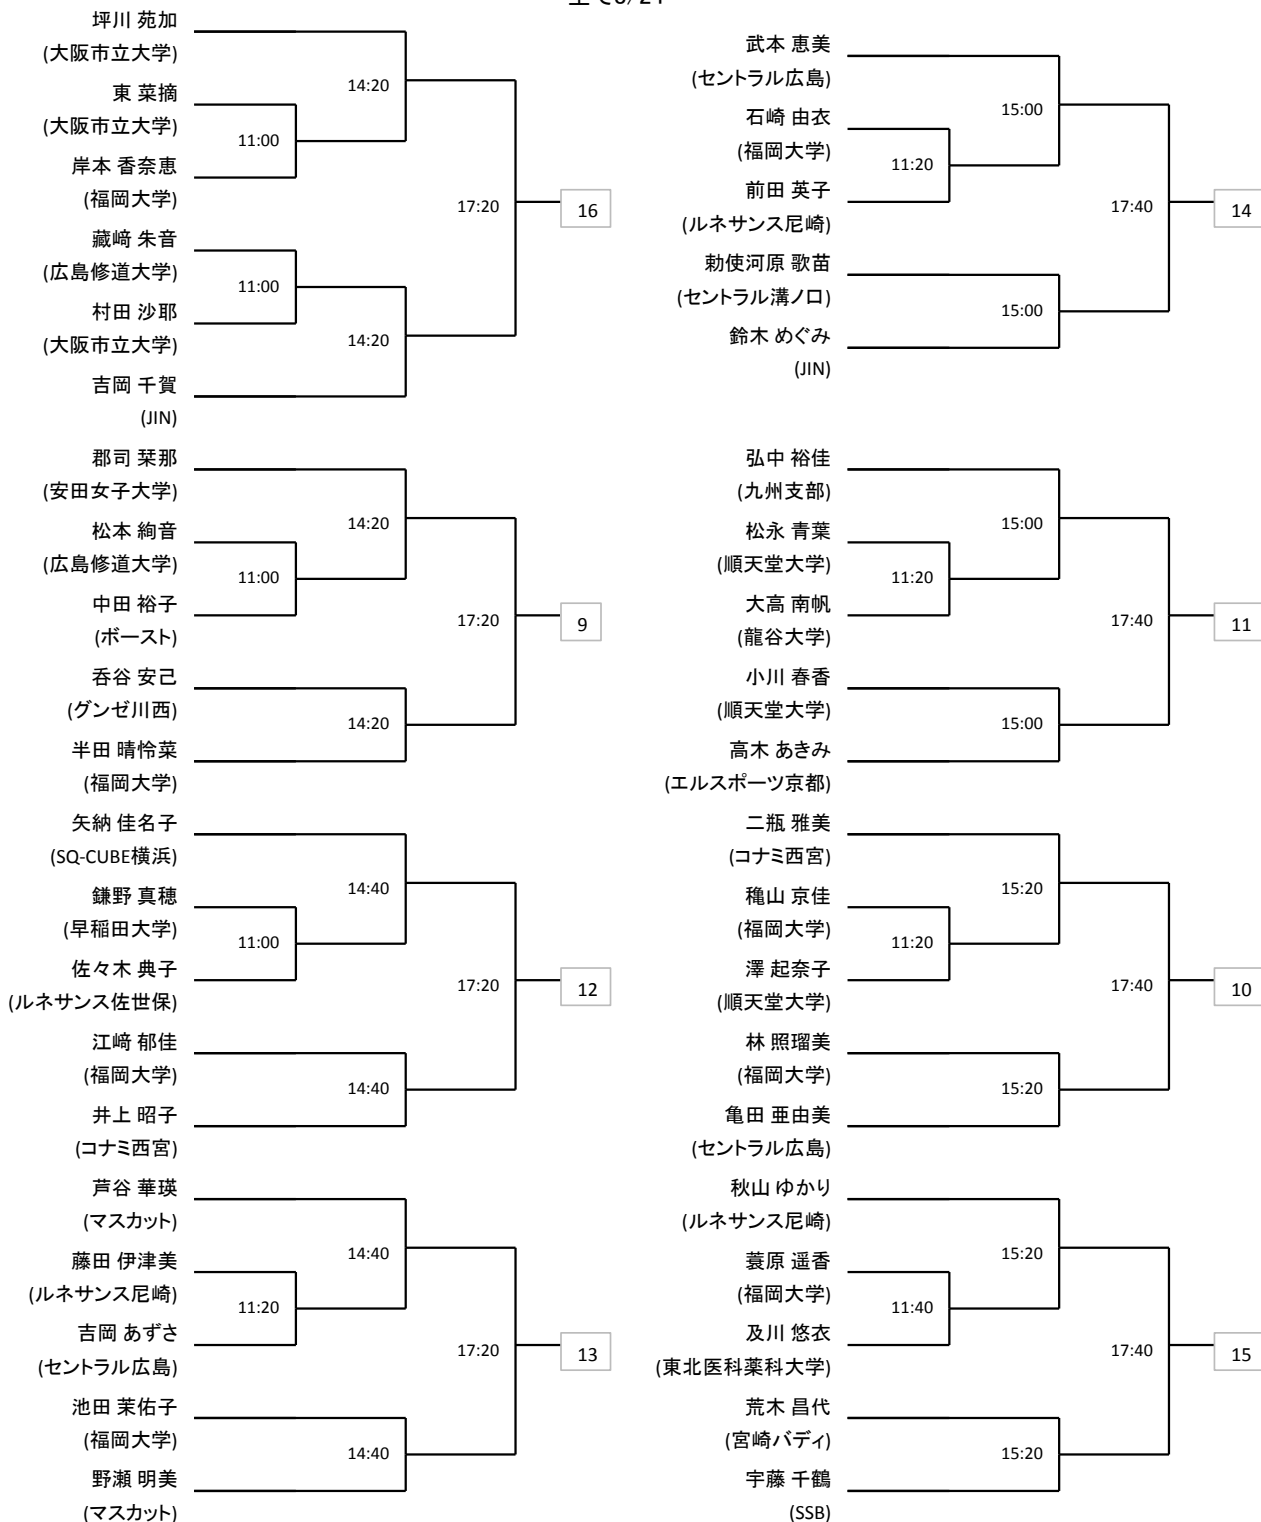 坪川 苑加
(大阪市立大学)
東 菜摘
(大阪市立大学)
岸本 香奈恵
(福岡大学)
11:00
14:20
藏﨑 朱音
(広島修道大学)
村田 沙耶
(大阪市立大学)
吉岡 千賀
(JIN)
11:00
14:20
17:20
16
郡司 栞那
(安田女子大学)
松本 絢音
(広島修道大学)
中田 裕子
(ボースト)
11:00
14:20
呑谷 安己
(グンゼ川西)
半田 晴怜菜
(福岡大学)
14:20
17:20
9
矢納 佳名子
(SQ-CUBE横浜)
鎌野 真穂
(早稲田大学)
佐々木 典子
(ルネサンス佐世保)
11:00
14:40
江﨑 郁佳
(福岡大学)
井上 昭子
(コナミ西宮)
14:40
17:20
12
芦谷 華瑛
(マスカット)
藤田 伊津美
(ルネサンス尼崎)
吉岡 あずさ
(セントラル広島)
11:20
14:40
池田 茉佑子
(福岡大学)
野瀬 明美
(マスカット)
14:40
17:20
13
武本 恵美
(セントラル広島)
石崎 由衣
(福岡大学)
前田 英子
(ルネサンス尼崎)
11:20
15:00
勅使河原 歌苗
(セントラル溝ノ口)
鈴木 めぐみ
(JIN)
15:00
17:40
14
弘中 裕佳
(九州支部)
松永 青葉
(順天堂大学)
大高 南帆
(龍谷大学)
11:20
15:00
小川 春香
(順天堂大学)
高木 あきみ
(エルスポーツ京都)
15:00
17:40
11
二瓶 雅美
(コナミ西宮)
穐山 京佳
(福岡大学)
澤 起奈子
(順天堂大学)
11:20
15:20
林 照瑠美
(福岡大学)
亀田 亜由美
(セントラル広島)
15:20
17:40
10
秋山 ゆかり
(ルネサンス尼崎)
蓑原 遥香
(福岡大学)
及川 悠衣
(東北医科薬科大学)
11:40
15:20
荒木 昌代
(宮崎バディ)
宇藤 千鶴
(SSB)
15:20
17:40
15